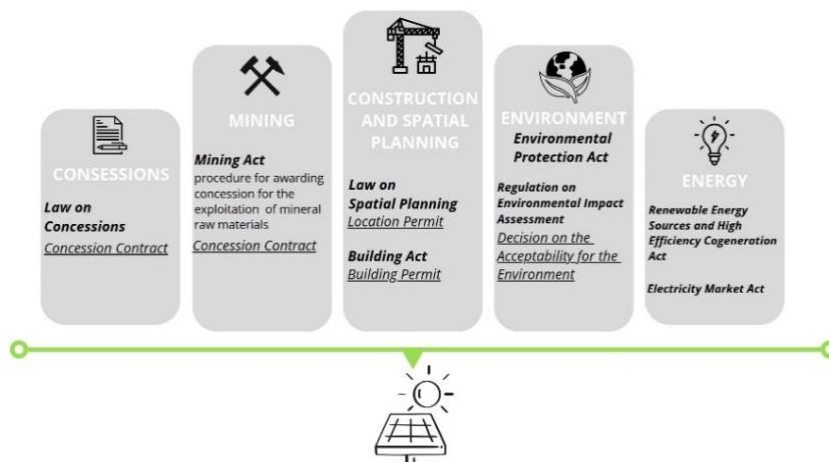 CONSESSIONS
Law on
Concessions
Concession Contract
MINING
Mining Act
procedure for awarding
concession for the
exploitation of mineral
raw materials
Concession Contract
CONSTRUCTION
AND SPATIAL
PLANNING
Law on
Spatial Planning
Location Permit
Building Act
Building Permit
ENVIRONMENT
Environmental
Protection Act
Regulation on
Environmental Impact
Assessment
Decision on the
Acceptability for the
Environment
ENERGY
Renewable Energy
Sources and High
Efficiency Cogeneration
Act
Electricity Market Act